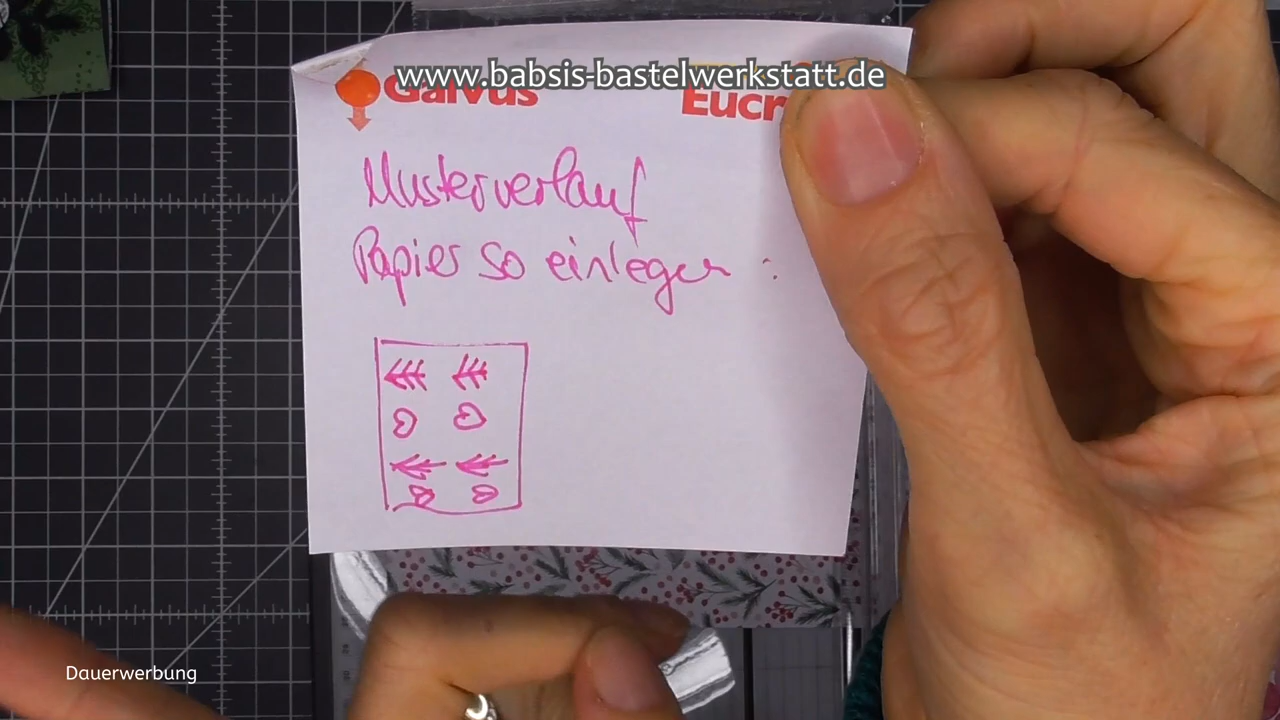 www.babsis-bastelwerkstatt.de
Galvus
Eucr
Musterverlauf
Papier so einlegen :
Dauerwerbung